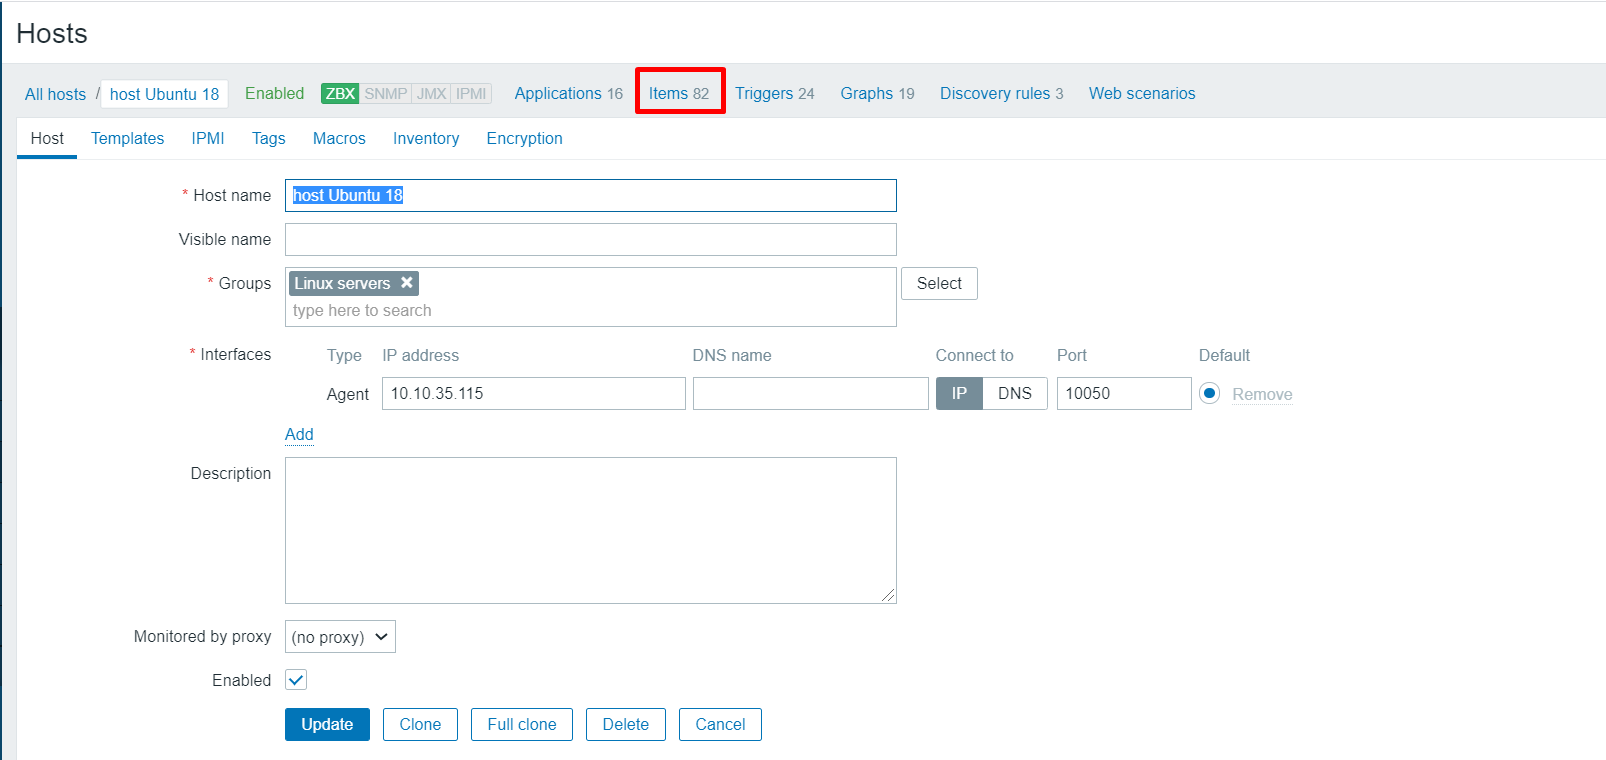 Hosts
All hosts / host Ubuntu 18 Enabled ZBX SNMP JMX IPMI Applications 16 Items 82 Triggers 24 Graphs 19 Discovery rules 3 Web scenarios
Host Templates IPMI Tags Macros Inventory Encryption
* Host name host Ubuntu 18
Visible name
* Groups Linux servers Select
type here to search
* Interfaces Type IP address DNS name Connect to Port Default
Agent 10.10.35.115 IP DNS 10050 Remove
Add
Description
Monitored by proxy (no proxy)
Enabled
Update Clone Full clone Delete Cancel